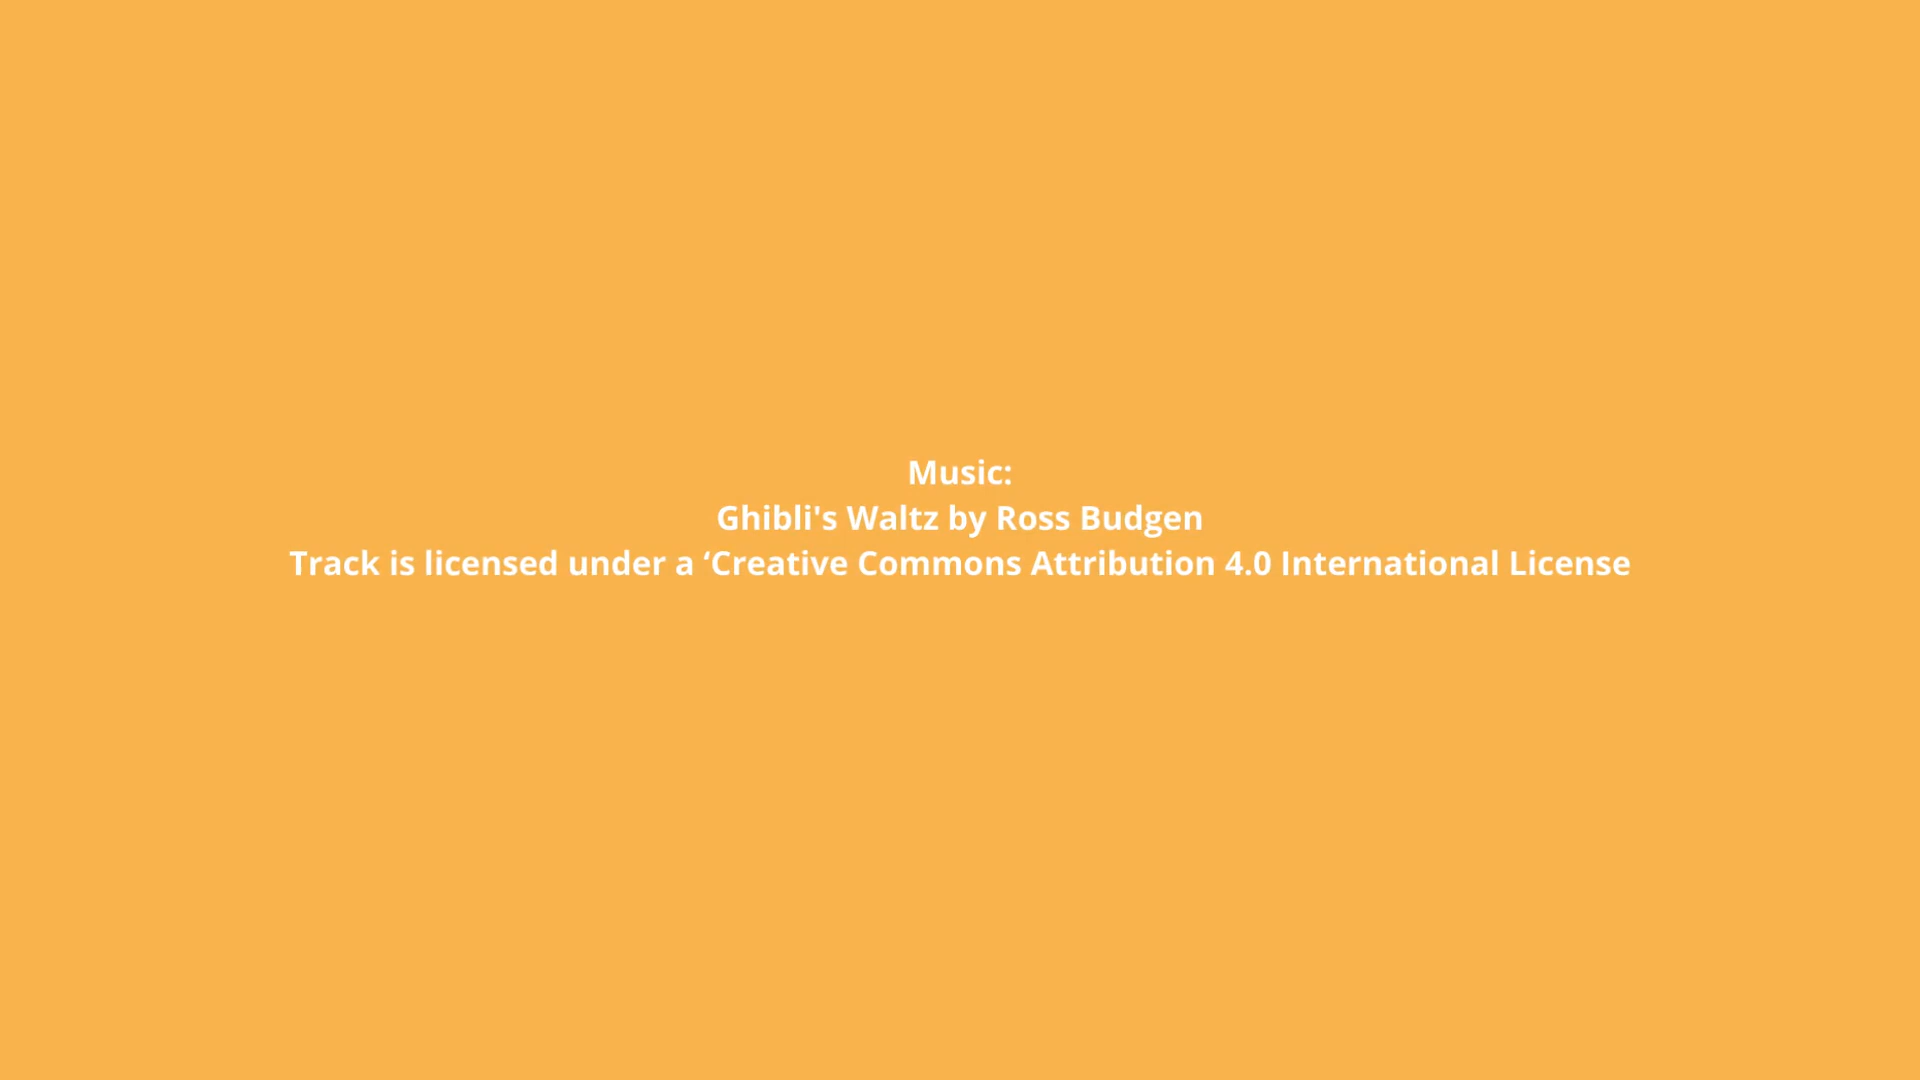 Music:
Ghibli's Waltz by Ross Budgen
Track is licensed under a ‘Creative Commons Attribution 4.0 International License